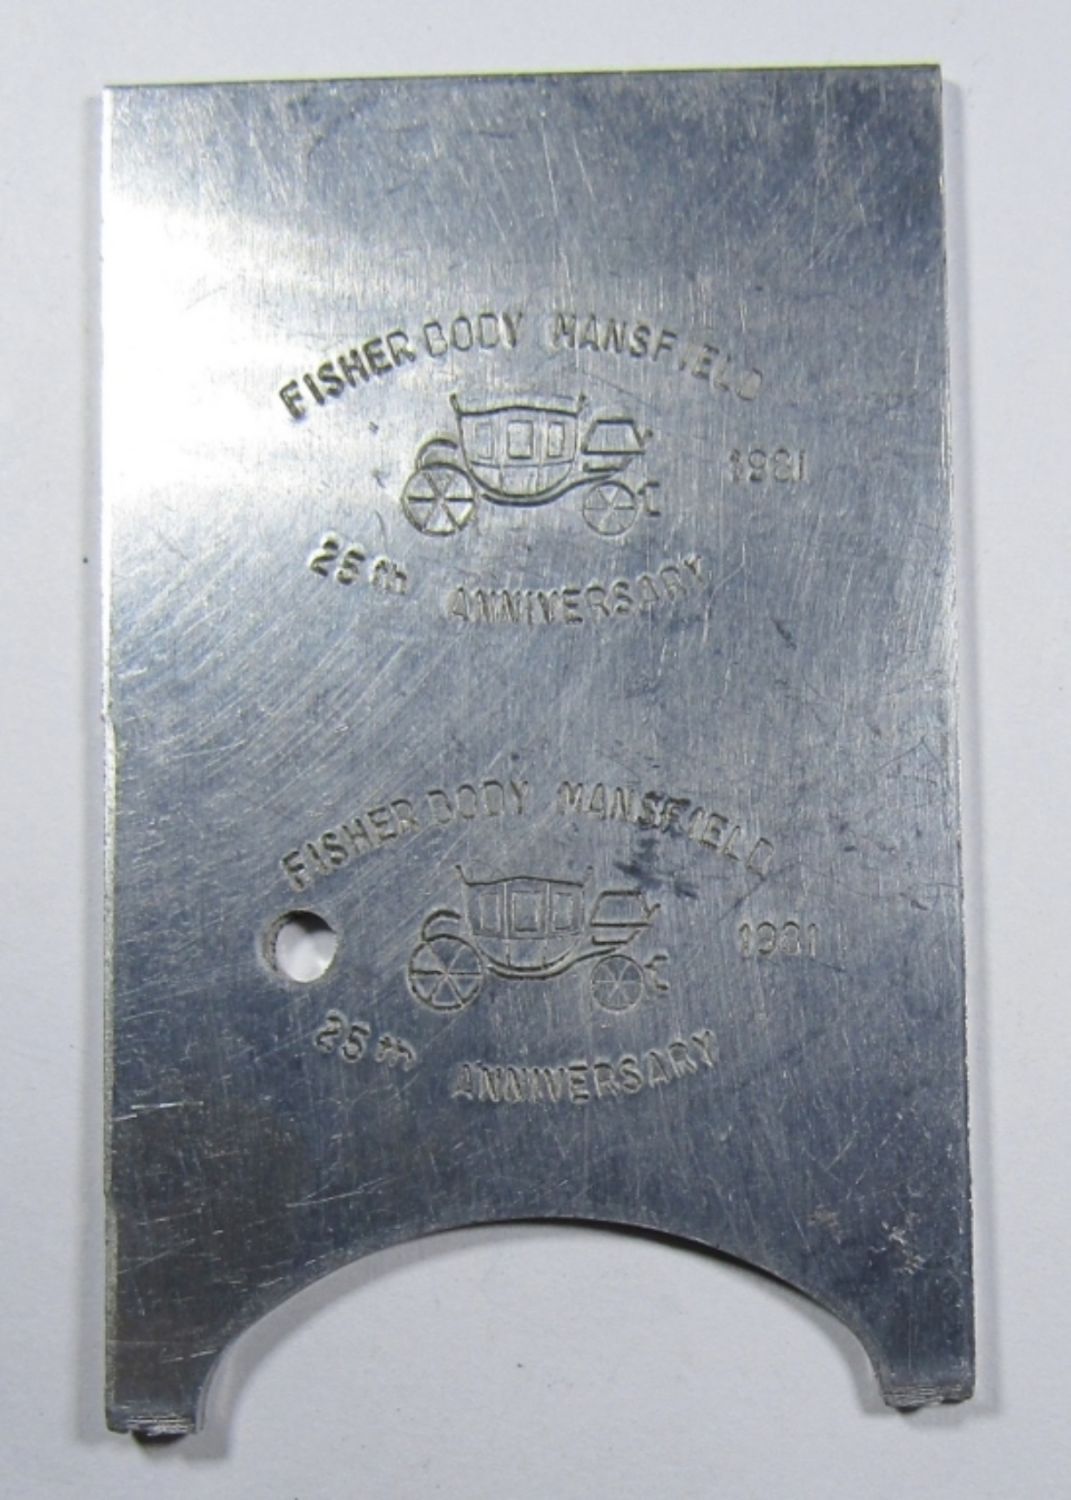 FISHER BODY MANSFIELD
1981
25th ANNIVERSARY
FISHER BODY MANSFIELD
1981
25th ANNIVERSARY